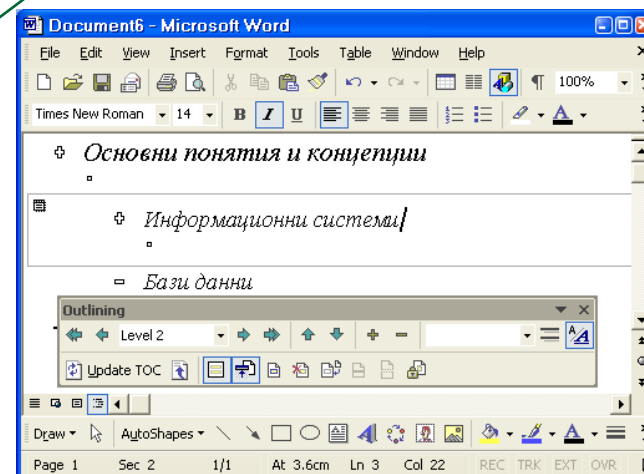 Document6 - Microsoft Word
File Edit View Insert Format Tools Table Window Help
100%
Times New Roman 14 B I U A
Основни понятия и концепции
Информационни системи
Бази данни
Outlining
Level 2
Update TOC
Draw AutoShapes A
Page 1 Sec 2 1/1 At 3.6cm Ln 3 Col 22 REC TRK EXT OVR